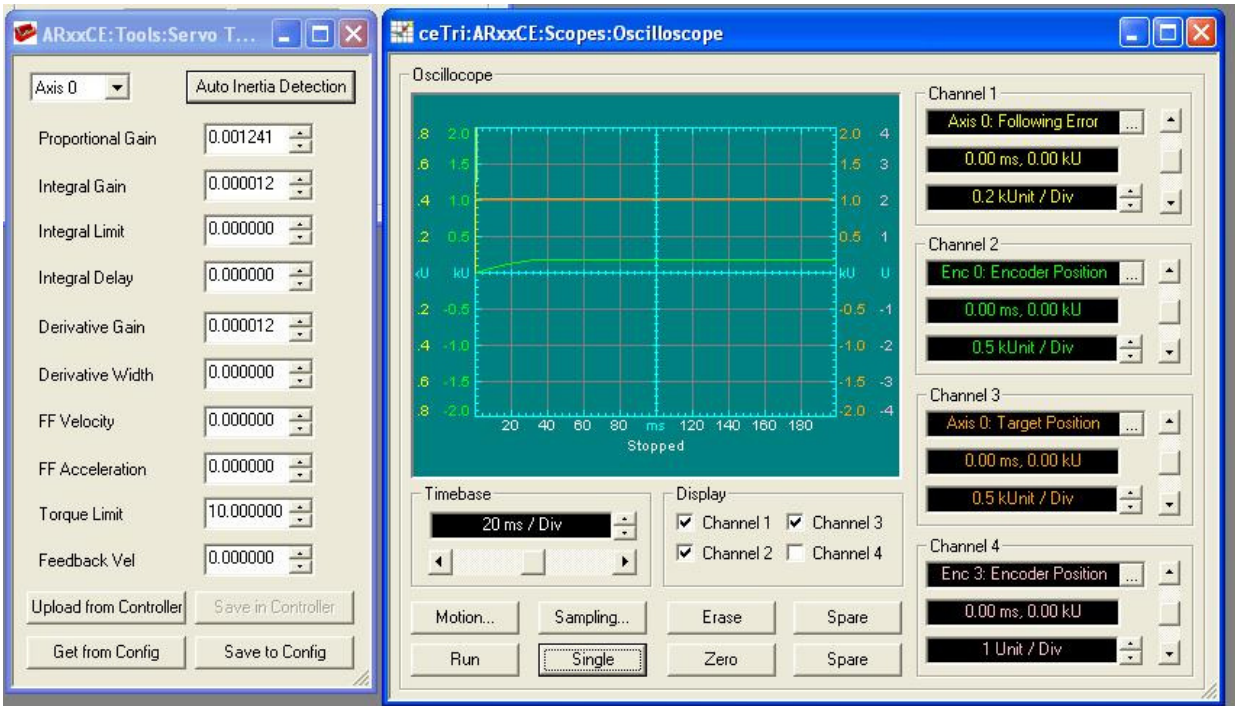 ARxxCE:Tools:Servo T...
Axis 0
Auto Inertia Detection
Proportional Gain 0.001241
Integral Gain 0.000012
Integral Limit 0.000000
Integral Delay 0.000000
Derivative Gain 0.000012
Derivative Width 0.000000
FF Velocity 0.000000
FF Acceleration 0.000000
Torque Limit 10.000000
Feedback Vel 0.000000
Upload from Controller
Save in Controller
Get from Config
Save to Config
ceTri:ARxxCE:Scopes:Oscilloscope
Oscillocope
.8 2.0 2.0 4
.6 1.5 1.5 3
.4 1.0 1.0 2
.2 0.5 0.5 1
kU kU kU U
.2 -0.5 -0.5 -1
.4 -1.0 -1.0 -2
.6 -1.5 -1.5 -3
.8 -2.0 -2.0 -4
20 40 60 80 ms 120 140 160 180
Stopped
Timebase
20 ms / Div
Display
Channel 1
Channel 3
Channel 2
Channel 4
Motion...
Sampling...
Erase
Spare
Run
Single
Zero
Spare
Channel 1
Axis 0: Following Error
...
0.00 ms, 0.00 kU
0.2 kUnit / Div
Channel 2
Enc 0: Encoder Position
...
0.00 ms, 0.00 kU
0.5 kUnit / Div
Channel 3
Axis 0: Target Position
...
0.00 ms, 0.00 kU
0.5 kUnit / Div
Channel 4
Enc 3: Encoder Position
...
0.00 ms, 0.00 kU
1 Unit / Div